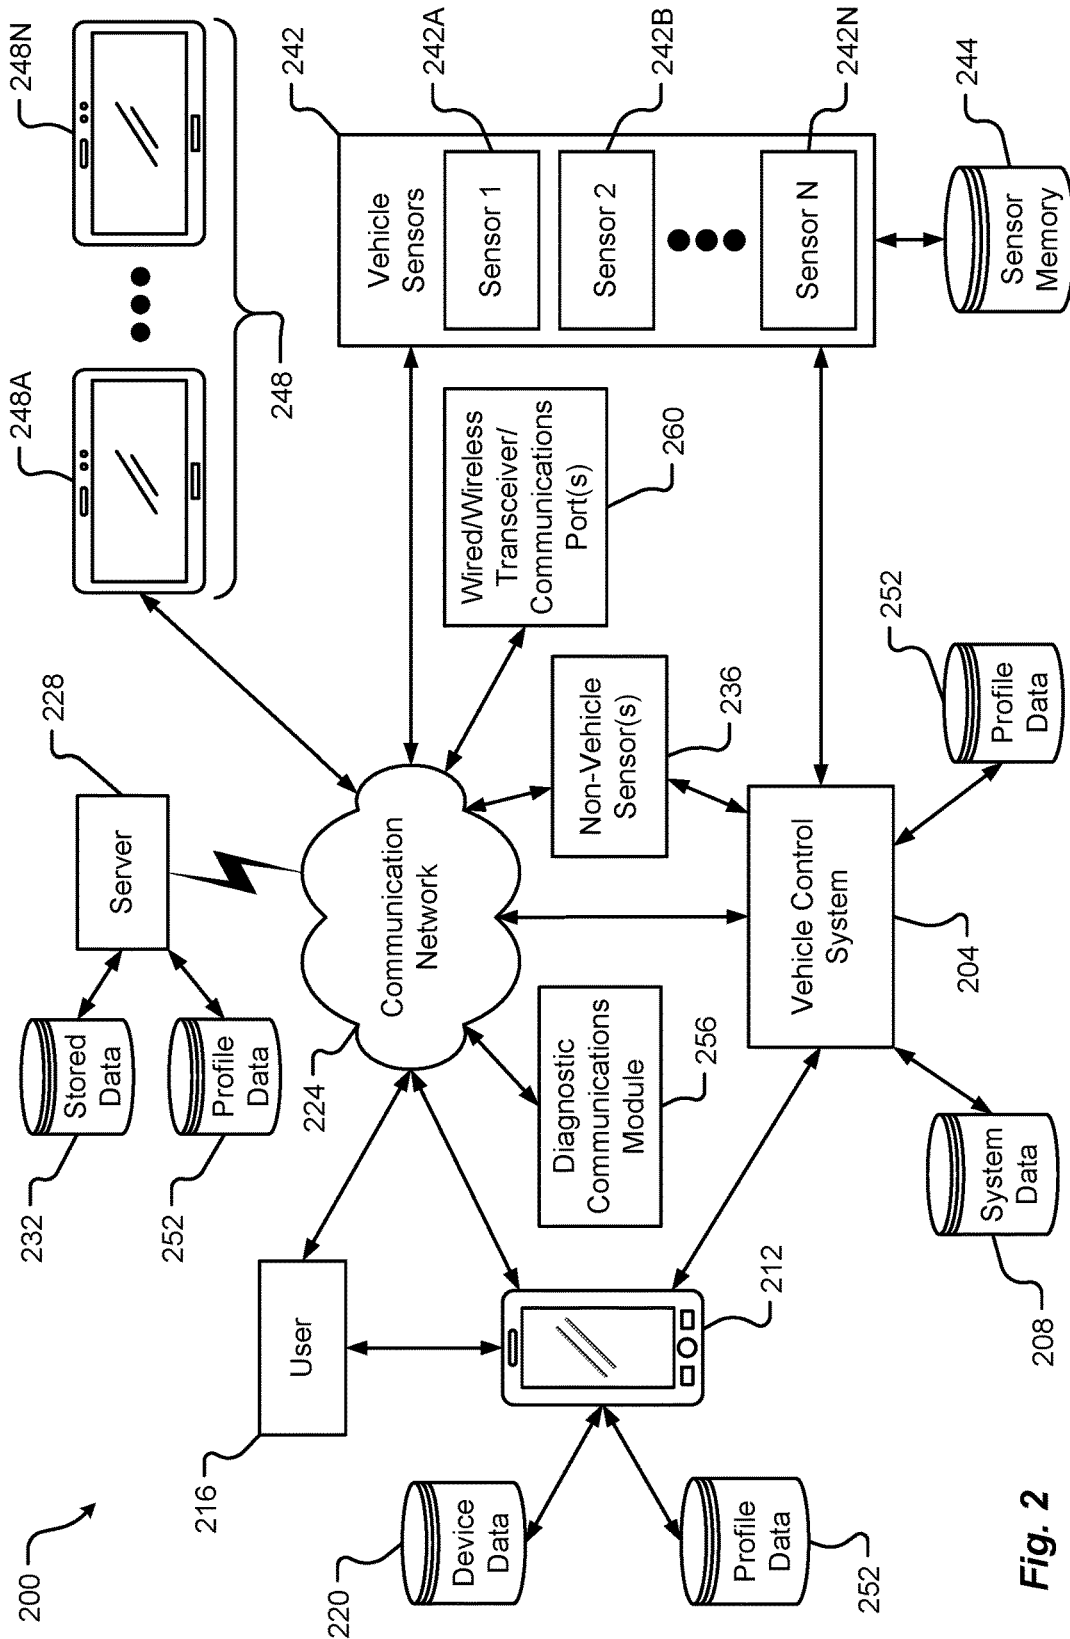 200
216
User
220
Device
Data
252
Profile
Data
212
232
Stored
Data
252
Profile
Data
Server
228
224
Communication
Network
248A
248N
248
Diagnostic
Communications
Module
256
Non-Vehicle
Sensor(s)
236
Wired/Wireless
Transceiver/
Communications
Port(s)
260
Vehicle
Sensors
242
Sensor 1
242A
Sensor 2
242B
Sensor N
242N
Sensor
Memory
244
Vehicle Control
System
204
System
Data
208
Profile
Data
252
Fig. 2